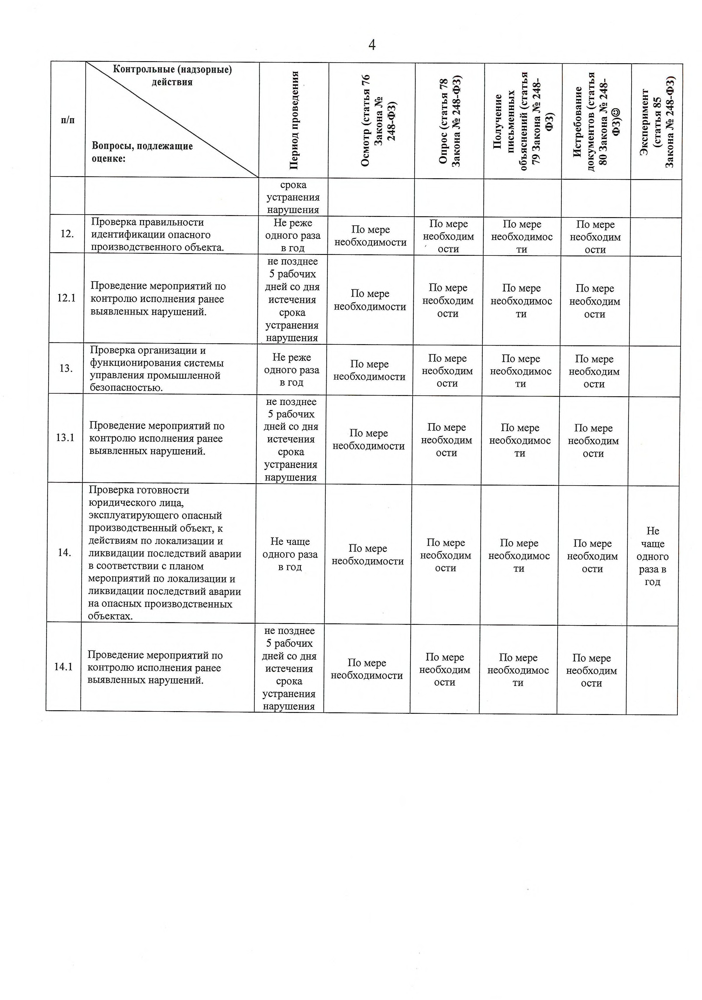 4
п/п
Контрольные (надзорные)
действия
Вопросы, подлежащие
оценке:
Период проведения
Осмотр (статья 76
Закона №
248-ФЗ)
Опрос (статья 78
Закона № 248-ФЗ)
Получение
письменных
объяснений (статья
79 Закона № 248-
ФЗ)
Истребование
документов (статья
80 Закона № 248-
ФЗ)☺
Эксперимент
(статья 85
Закона № 248-ФЗ)
срока
устранения
нарушения
12.
Проверка правильности
идентификации опасного
производственного объекта.
Не реже
одного раза
в год
По мере
необходимости
По мере
необходим
ости
По мере
необходимос
ти
По мере
необходим
ости
12.1
Проведение мероприятий по
контролю исполнения ранее
выявленных нарушений.
не позднее
5 рабочих
дней со дня
истечения
срока
устранения
нарушения
По мере
необходимости
По мере
необходим
ости
По мере
необходимос
ти
По мере
необходим
ости
13.
Проверка организации и
функционирования системы
управления промышленной
безопасностью.
Не реже
одного раза
в год
По мере
необходимости
По мере
необходим
ости
По мере
необходимос
ти
По мере
необходим
ости
13.1
Проведение мероприятий по
контролю исполнения ранее
выявленных нарушений.
не позднее
5 рабочих
дней со дня
истечения
срока
устранения
нарушения
По мере
необходимости
По мере
необходим
ости
По мере
необходимос
ти
По мере
необходим
ости
14.
Проверка готовности
юридического лица,
эксплуатирующего опасный
производственный объект, к
действиям по локализации и
ликвидации последствий аварии
в соответствии с планом
мероприятий по локализации и
ликвидации последствий аварии
на опасных производственных
объектах.
Не чаще
одного раза
в год
По мере
необходимости
По мере
необходим
ости
По мере
необходимос
ти
По мере
необходим
ости
Не
чаще
одного
раза в
год
14.1
Проведение мероприятий по
контролю исполнения ранее
выявленных нарушений.
не позднее
5 рабочих
дней со дня
истечения
срока
устранения
нарушения
По мере
необходимости
По мере
необходим
ости
По мере
необходимос
ти
По мере
необходим
ости